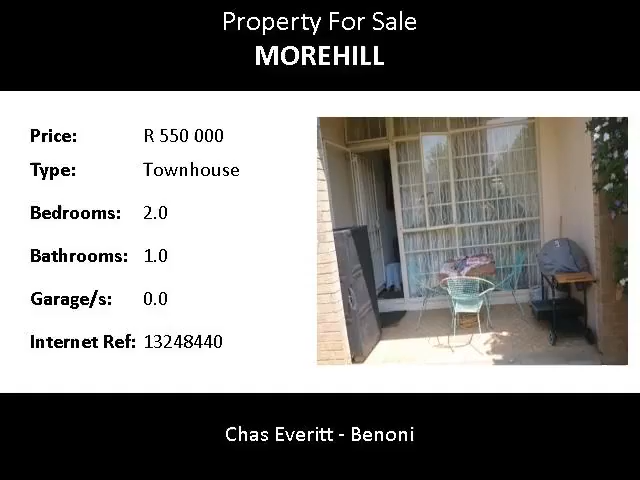 Property For Sale
MOREHILL
Price: R 550 000
Type: Townhouse
Bedrooms: 2.0
Bathrooms: 1.0
Garage/s: 0.0
Internet Ref: 13248440
Chas Everitt - Benoni